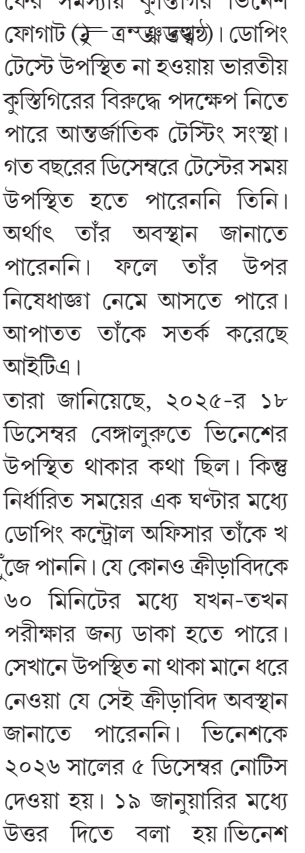 ফের সমস্যায় কুস্তিগির ভিনেশ
ফোগাট
। ডোপিং
টেস্টে উপস্থিত না হওয়ায় ভারতীয়
কুস্তিগিরের বিরুদ্ধে পদক্ষেপ নিতে
পারে আন্তর্জাতিক টেস্টিং সংস্থা।
গত বছরের ডিসেম্বরে টেস্টের সময়
উপস্থিত হতে পারেননি তিনি।
অর্থাৎ তাঁর অবস্থান জানাতে
পারেননি। ফলে তাঁর উপর
নিষেধাজ্ঞা নেমে আসতে পারে।
আপাতত তাঁকে সতর্ক করেছে
আইটিএ।
তারা জানিয়েছে, ২০২৫-র ১৮
ডিসেম্বর বেঙ্গালুরুতে ভিনেশের
উপস্থিত থাকার কথা ছিল। কিন্তু
নির্ধারিত সময়ের এক ঘণ্টার মধ্যে
ডোপিং কন্ট্রোল অফিসার তাঁকে খ
ুঁজে পাননি। যে কোনও ক্রীড়াবিদকে
৬০ মিনিটের মধ্যে যখন-তখন
পরীক্ষার জন্য ডাকা হতে পারে।
সেখানে উপস্থিত না থাকা মানে ধরে
নেওয়া যে সেই ক্রীড়াবিদ অবস্থান
জানাতে পারেননি। ভিনেশকে
২০২৬ সালের ৫ ডিসেম্বর নোটিস
দেওয়া হয়। ১৯ জানুয়ারির মধ্যে
উত্তর দিতে বলা হয়।ভিনেশ